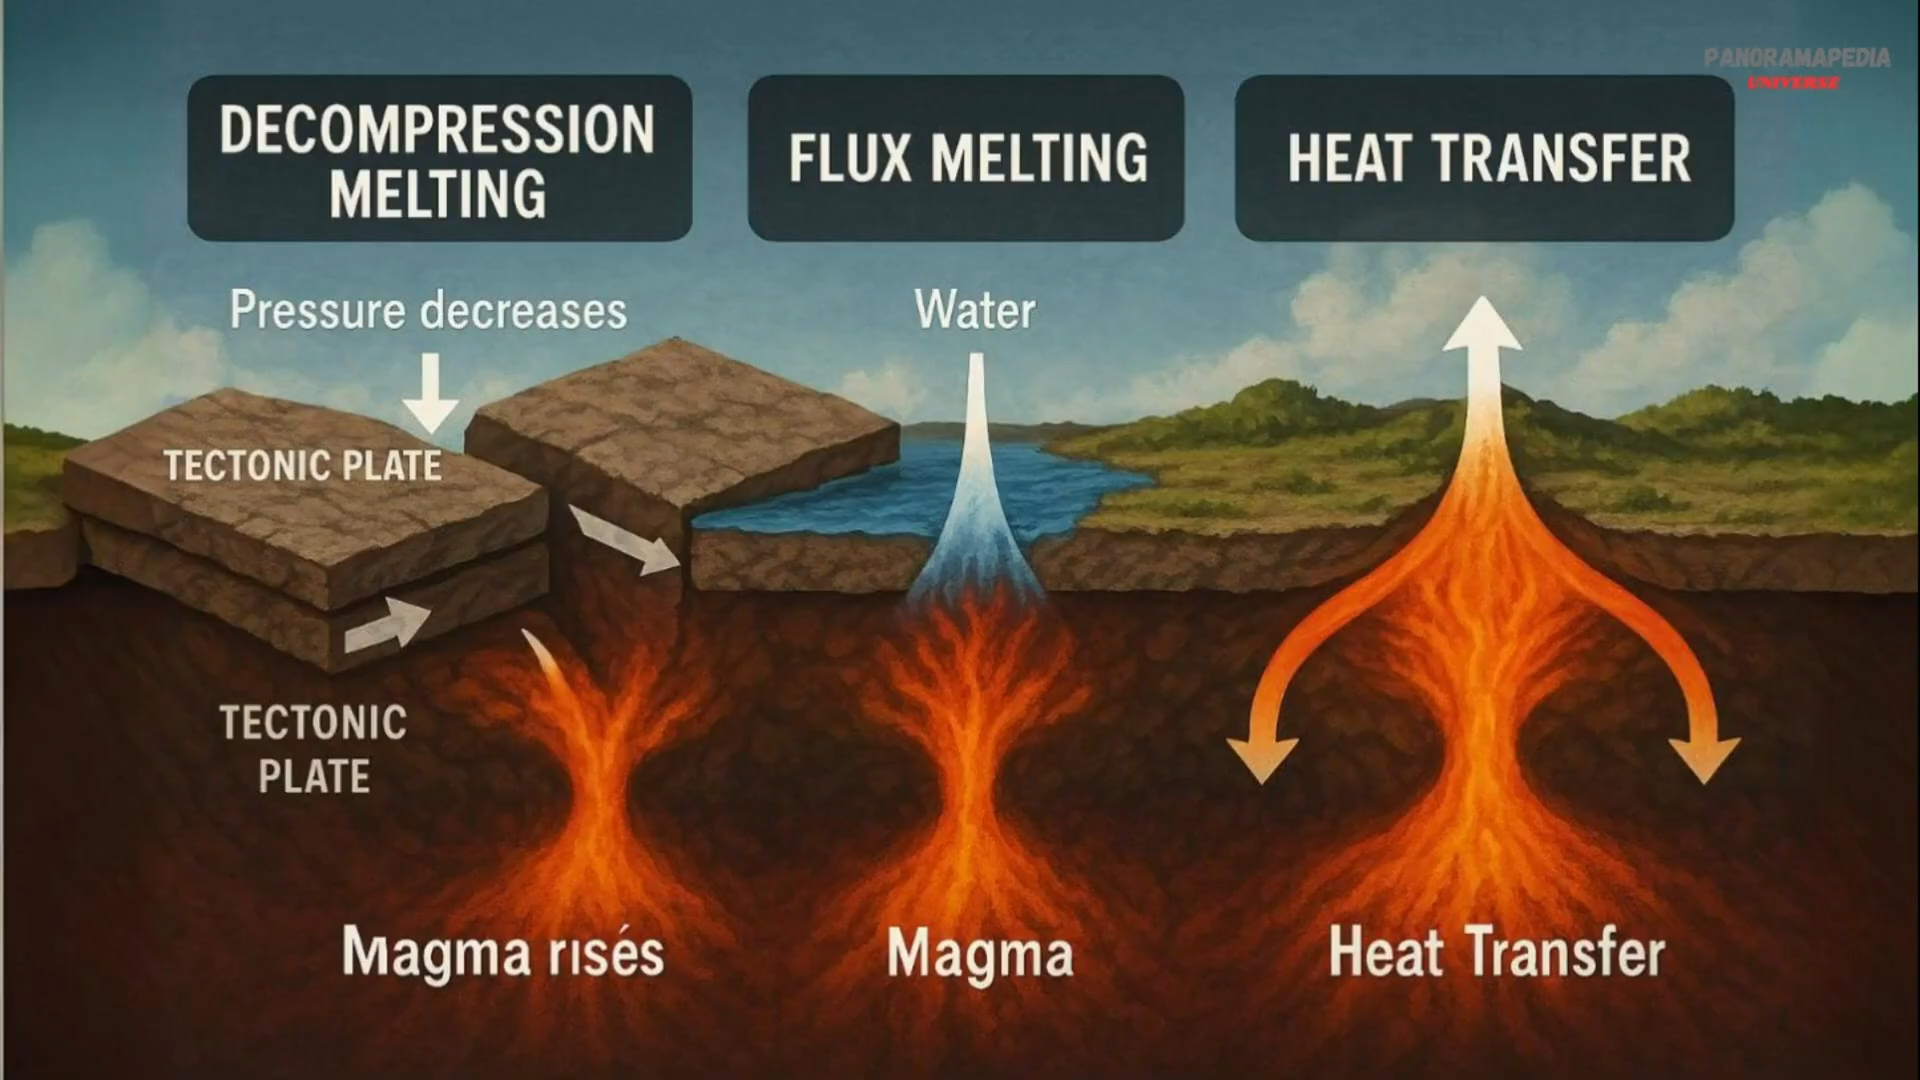 PANORAMAPEDIA
UNIVERSE
DECOMPRESSION
MELTING
FLUX MELTING
HEAT TRANSFER
Pressure decreases
Water
TECTONIC PLATE
TECTONIC
PLATE
Magma rısés
Magma
Heat Transfer